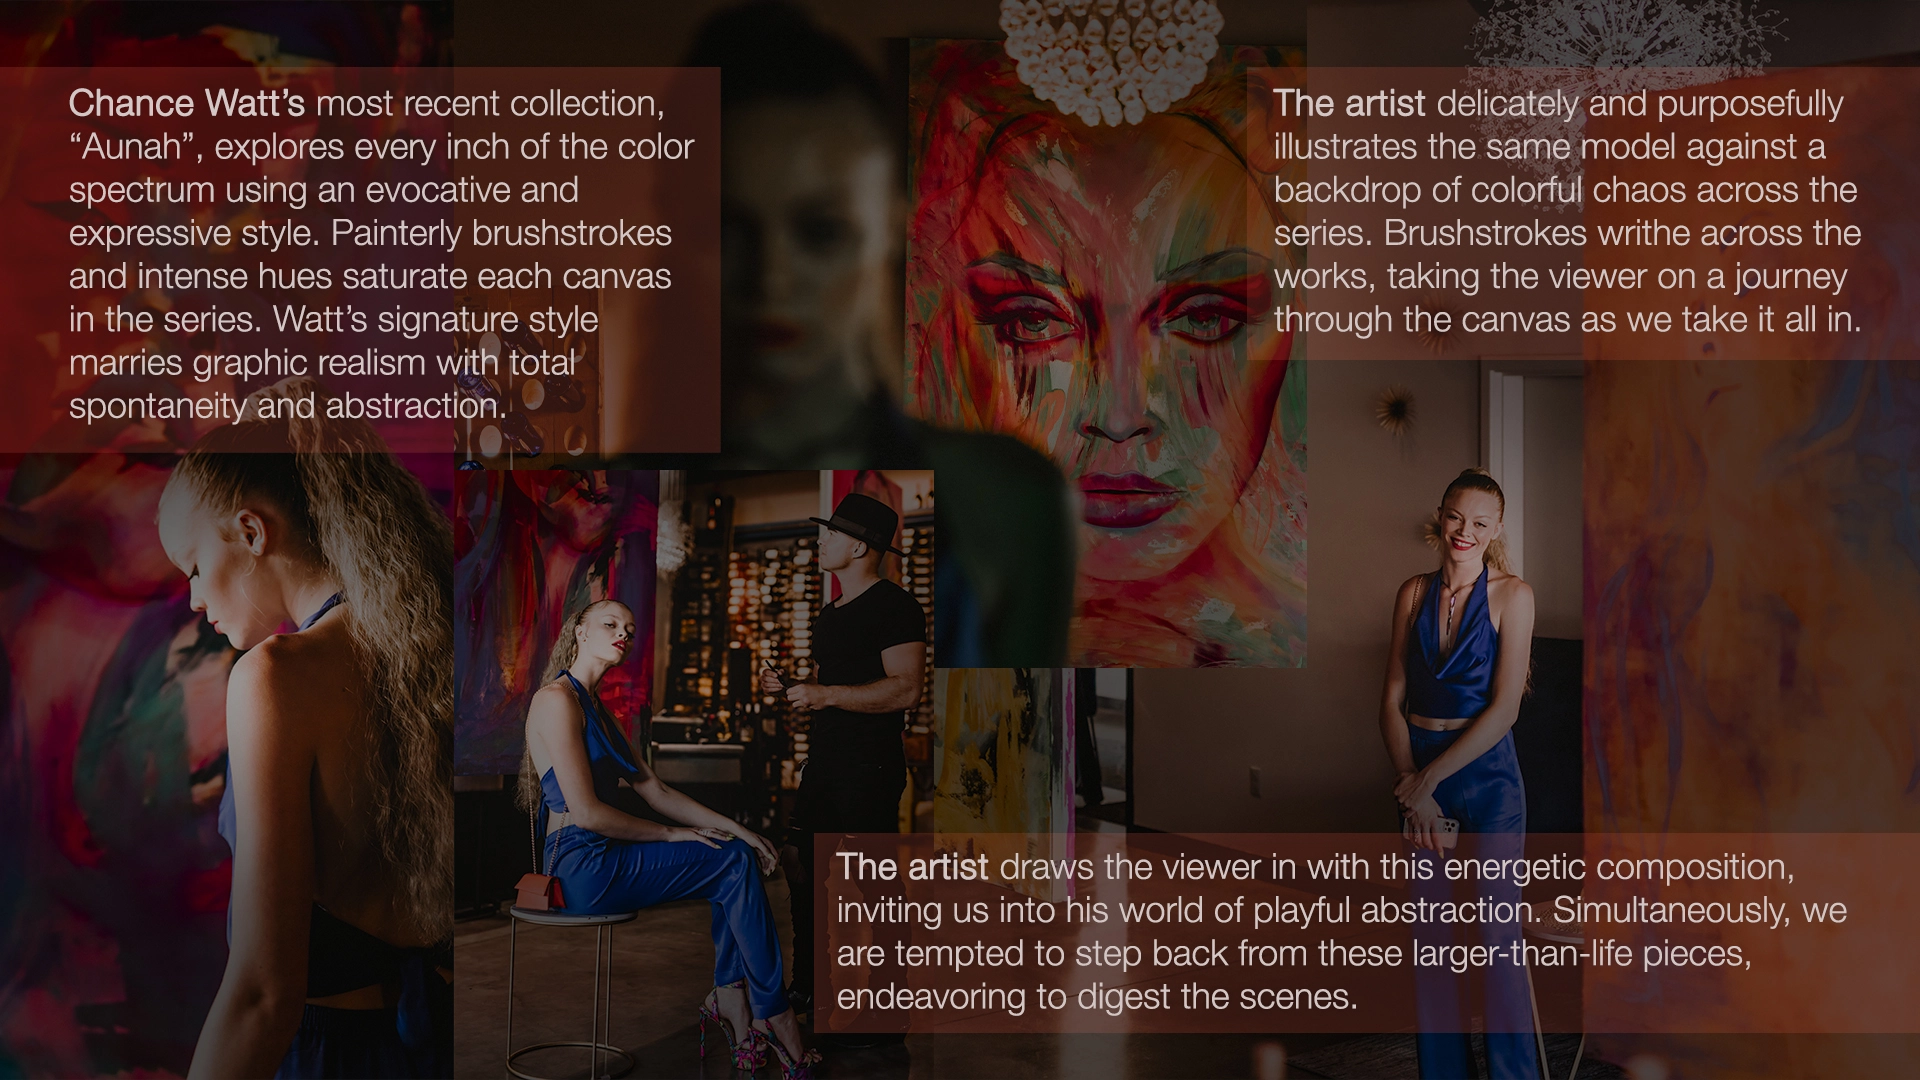 Chance Watt’s most recent collection,
“Aunah”, explores every inch of the color
spectrum using an evocative and
expressive style. Painterly brushstrokes
and intense hues saturate each canvas
in the series. Watt’s signature style
marries graphic realism with total
spontaneity and abstraction.
The artist delicately and purposefully
illustrates the same model against a
backdrop of colorful chaos across the
series. Brushstrokes writhe across the
works, taking the viewer on a journey
through the canvas as we take it all in.
The artist draws the viewer in with this energetic composition,
inviting us into his world of playful abstraction. Simultaneously, we
are tempted to step back from these larger-than-life pieces,
endeavoring to digest the scenes.